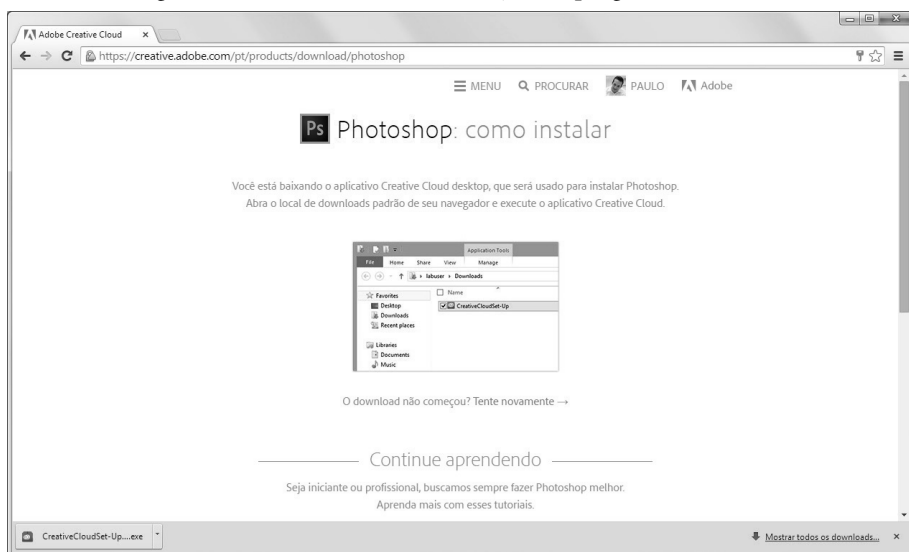 Adobe Creative Cloud
https://creative.adobe.com/pt/products/download/photoshop
MENU PROCURAR PAULO Adobe
Ps Photoshop: como instalar
Você está baixando o aplicativo Creative Cloud desktop, que será usado para instalar Photoshop.
Abra o local de downloads padrão de seu navegador e execute o aplicativo Creative Cloud.
Application Tools
File Home Share View Manage
labuser Downloads
Favorites
Name
Desktop
CreativeCloudSet-Up
Downloads
Recent places
Libraries
Documents
Music
O download não começou? Tente novamente →
Continue aprendendo
Seja iniciante ou profissional, buscamos sempre fazer Photoshop melhor.
Aprenda mais com esses tutoriais.
CreativeCloudSet-Up....exe
Mostrar todos os downloads...